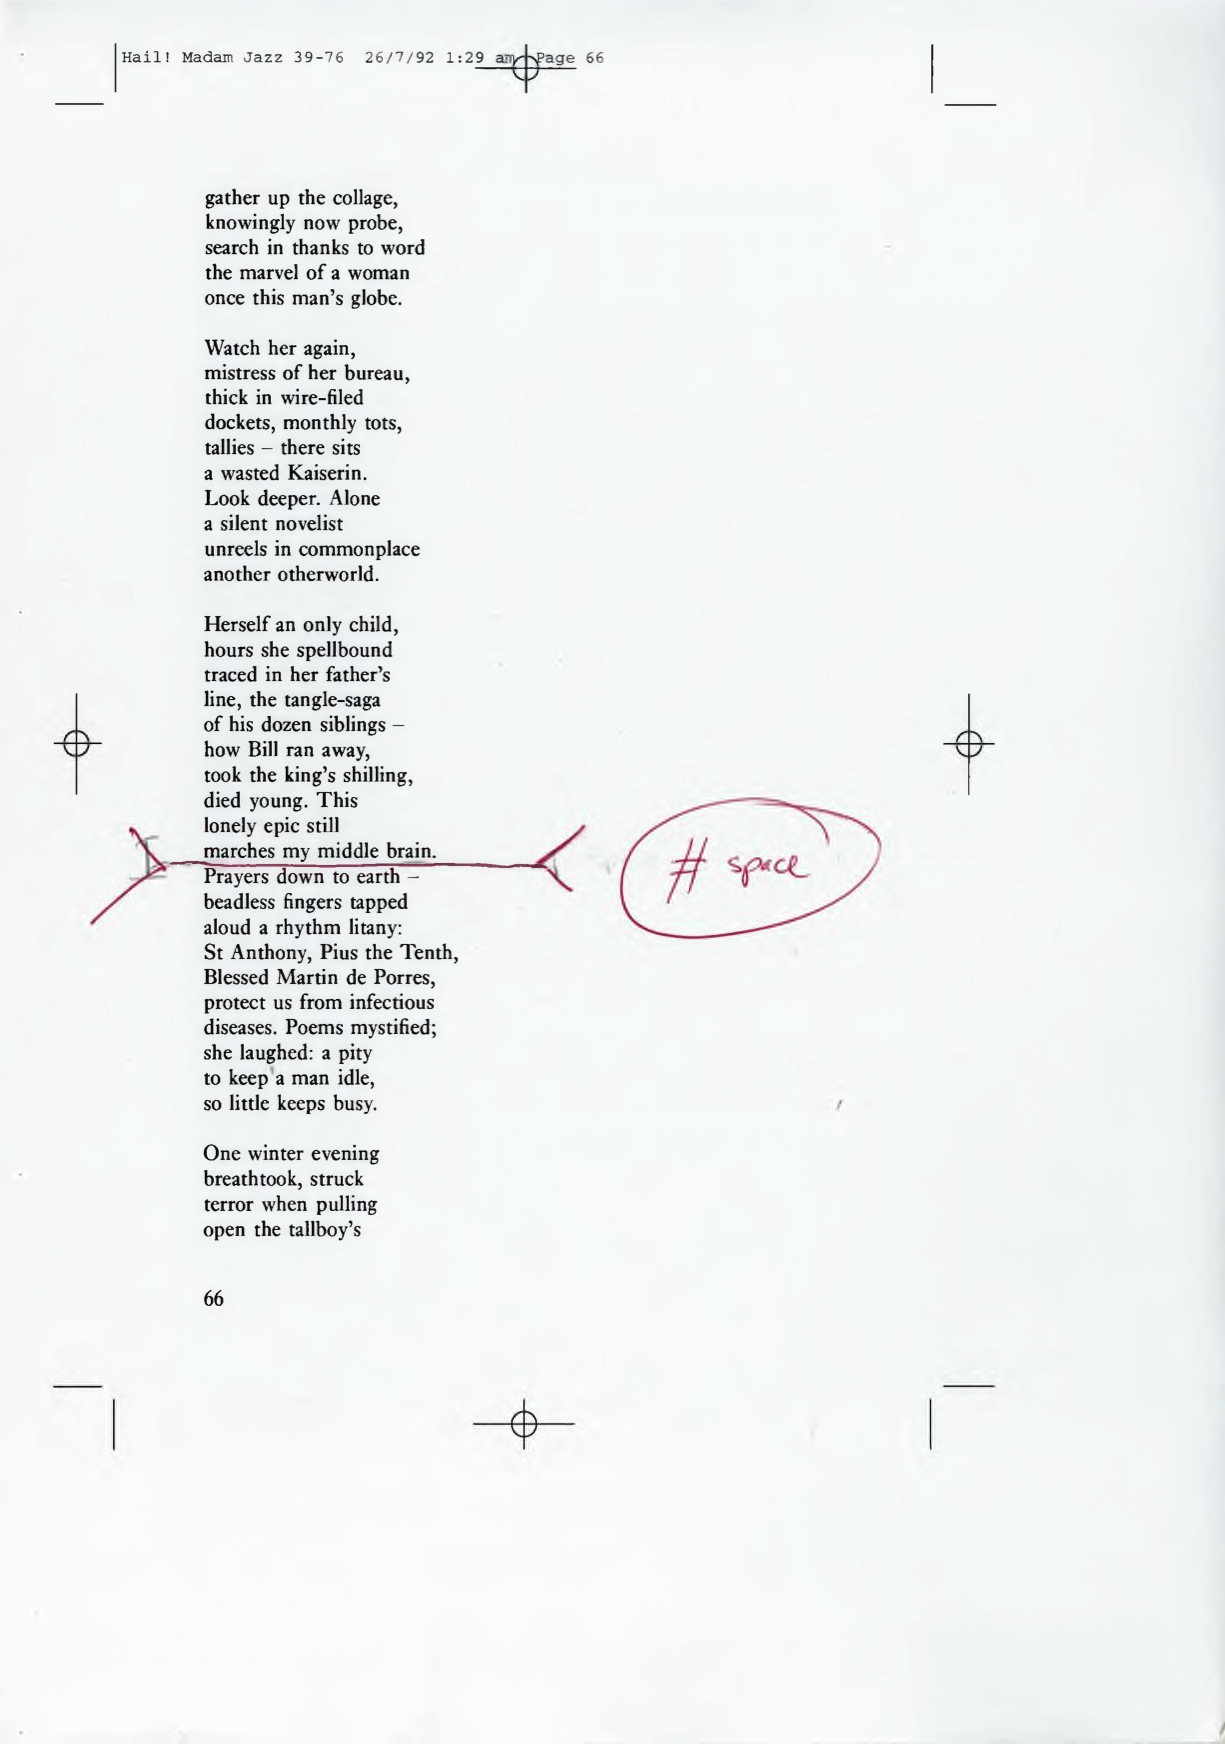 Hail! Madam Jazz 39-76 26/7/92 1:29 am Page 66
gather up the collage,
knowingly now probe,
search in thanks to word
the marvel of a woman
once this man's globe.
Watch her again,
mistress of her bureau,
thick in wire-filed
dockets, monthly tots,
tallies – there sits
a wasted Kaiserin.
Look deeper. Alone
a silent novelist
unreels in commonplace
another otherworld.
Herself an only child,
hours she spellbound
traced in her father's
line, the tangle-saga
of his dozen siblings –
how Bill ran away,
took the king's shilling,
died young. This
lonely epic still
marches my middle brain.
# space
Prayers down to earth –
beadless fingers tapped
aloud a rhythm litany:
St Anthony, Pius the Tenth,
Blessed Martin de Porres,
protect us from infectious
diseases. Poems mystified;
she laughed: a pity
to keep a man idle,
so little keeps busy.
One winter evening
breathtook, struck
terror when pulling
open the tallboy's
66